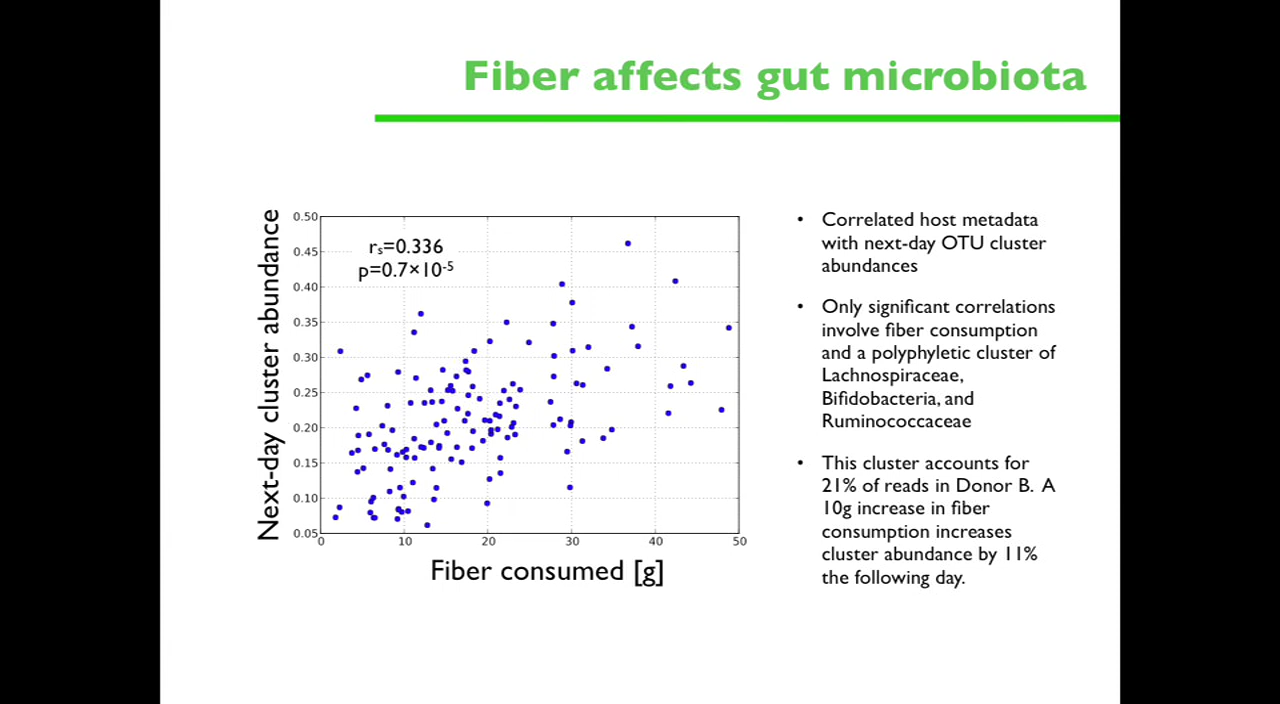 Fiber affects gut microbiota
Next-day cluster abundance
0.50
0.45
0.40
0.35
0.30
0.25
0.20
0.15
0.10
0.05
rₛ=0.336
p=0.7×10⁻⁵
0 10 20 30 40 50
Fiber consumed [g]
• Correlated host metadata
with next-day OTU cluster
abundances
• Only significant correlations
involve fiber consumption
and a polyphyletic cluster of
Lachnospiraceae,
Bifidobacteria, and
Ruminococcaceae
• This cluster accounts for
21% of reads in Donor B. A
10g increase in fiber
consumption increases
cluster abundance by 11%
the following day.